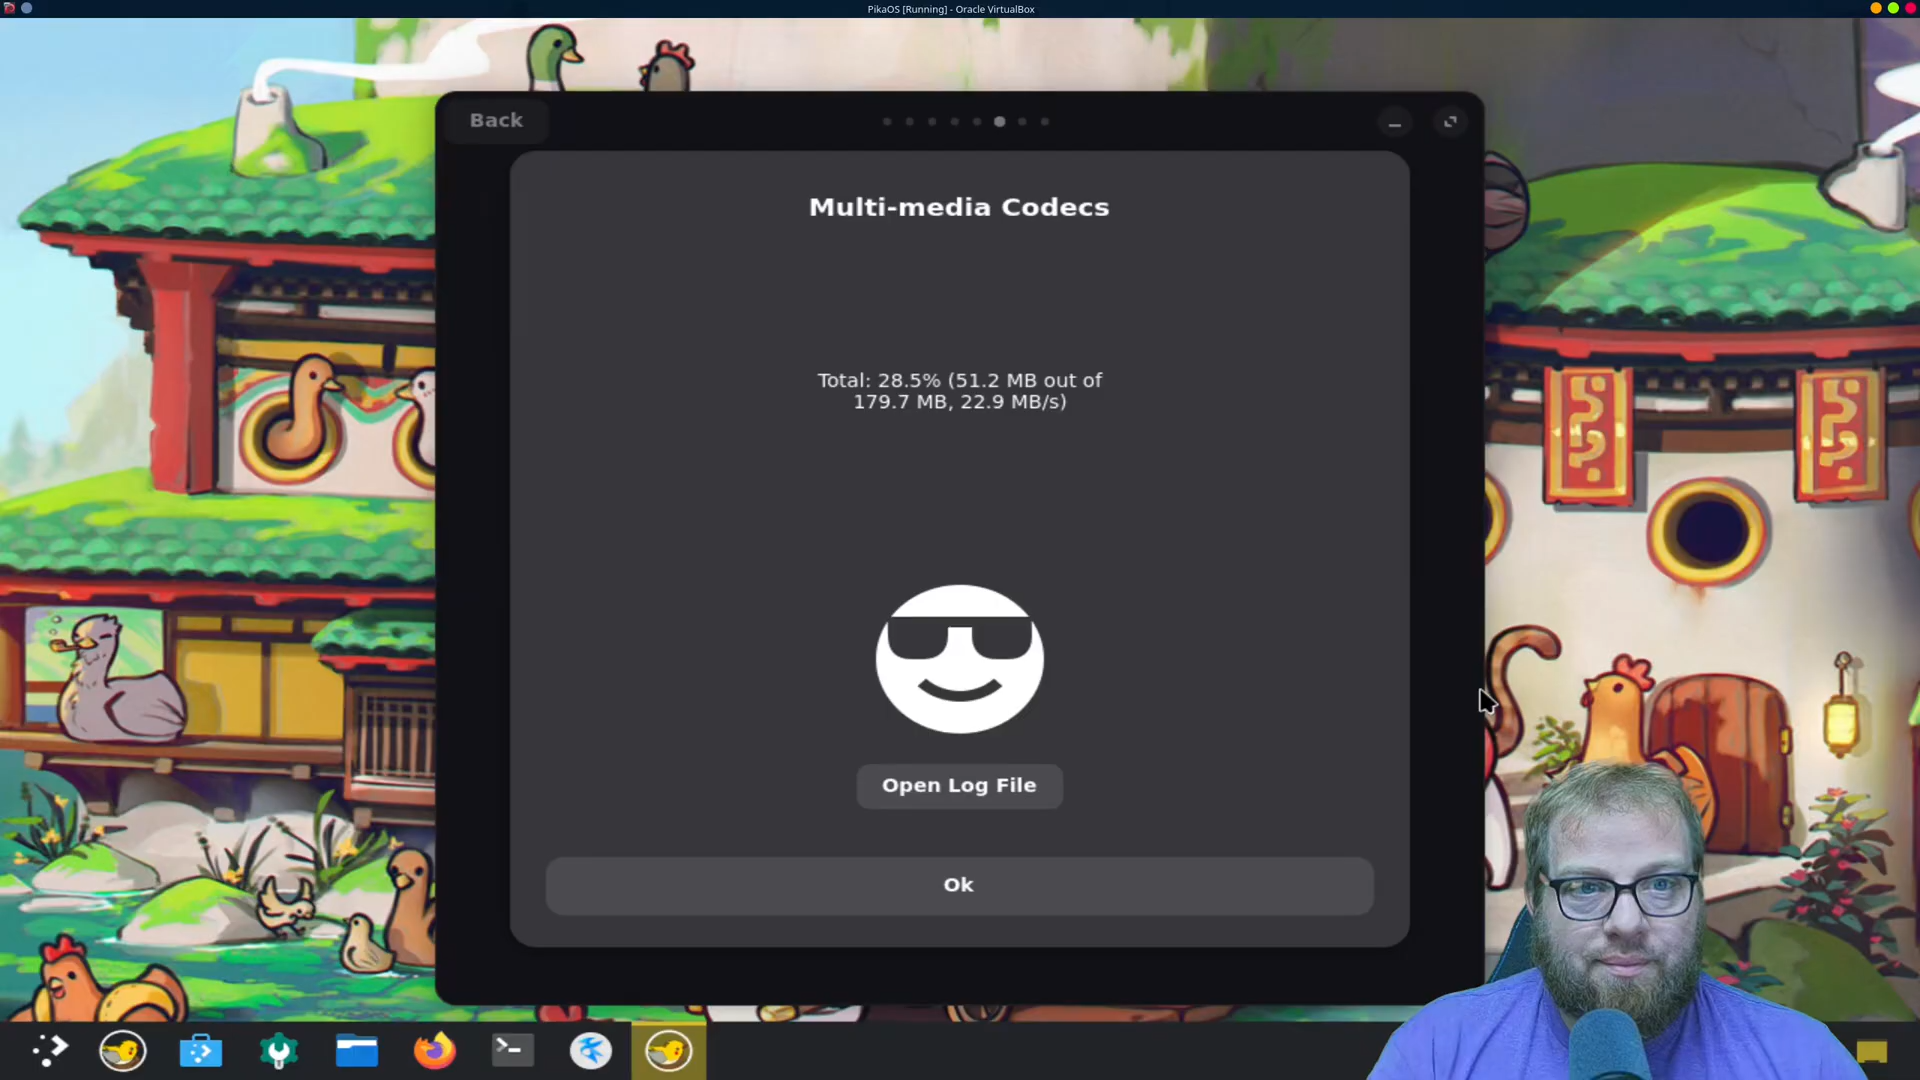 PikaOS [Running] - Oracle VirtualBox
Back
Multi-media Codecs
Total: 28.5% (51.2 MB out of
179.7 MB, 22.9 MB/s)
Open Log File
Ok